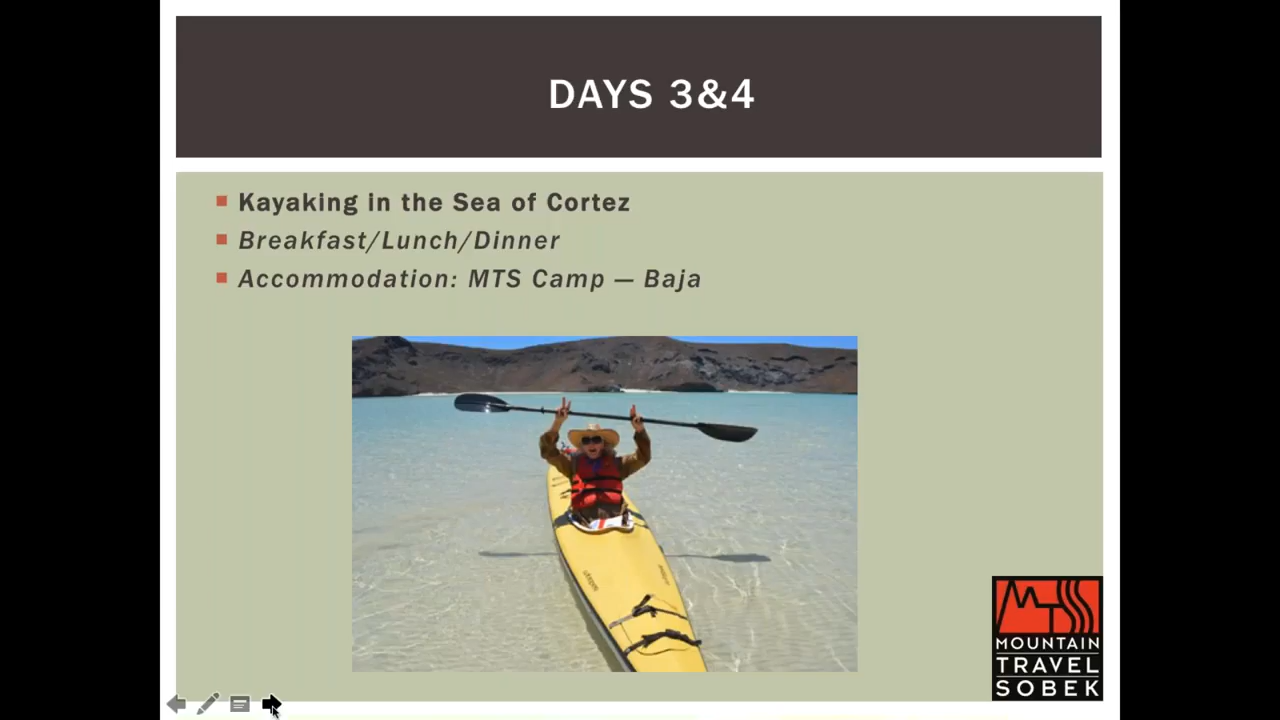 DAYS 3&4
Kayaking in the Sea of Cortez
Breakfast/Lunch/Dinner
Accommodation: MTS Camp — Baja
MTS
MOUNTAIN
TRAVEL
SOBEK